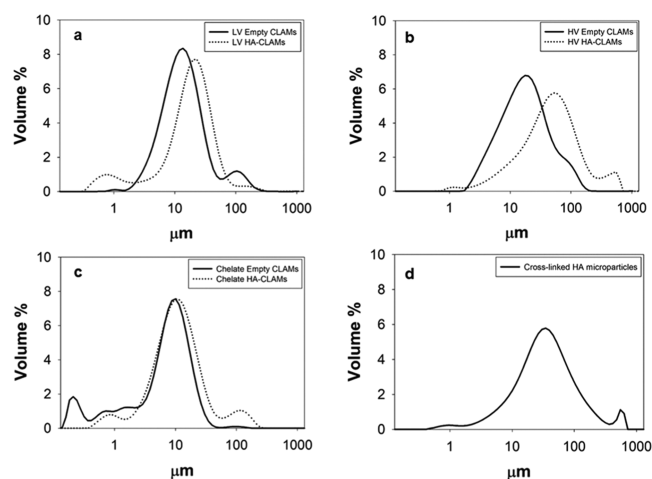 10
8
6
4
2
0
Volume %
a
LV Empty CLAMs
LV HA-CLAMs
1
10
100
1000
µm
10
8
6
4
2
0
Volume %
b
HV Empty CLAMs
HV HA-CLAMs
1
10
100
1000
µm
10
8
6
4
2
0
Volume %
c
Chelate Empty CLAMs
Chelate HA-CLAMs
1
10
100
1000
µm
10
8
6
4
2
0
Volume %
d
Cross-linked HA microparticles
1
10
100
1000
µm